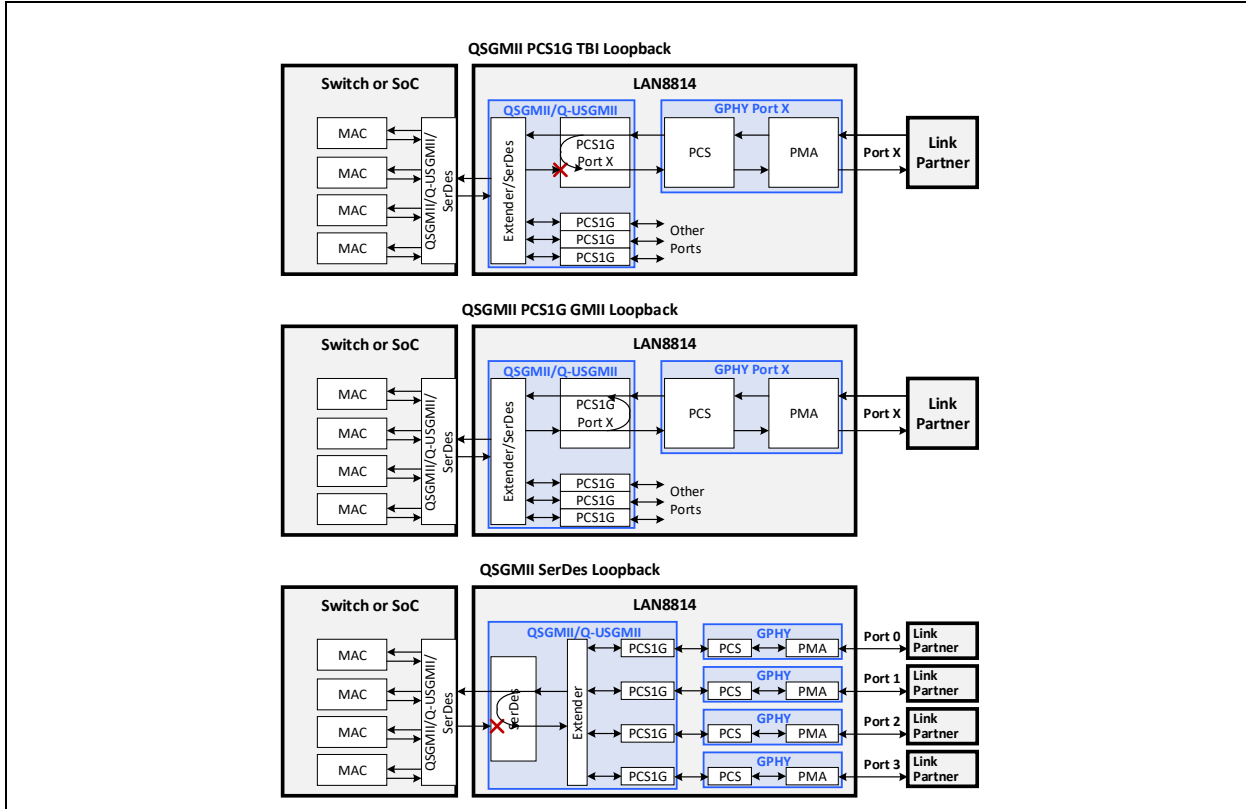 QSGMII PCS1G TBI Loopback
Switch or SoC
LAN8814
QSGMII/Q-USGMII
GPHY Port X
MAC
MAC
MAC
MAC
QSGMII/Q-USGMII/
SerDes
Extender/SerDes
PCS1G
Port X
PCS
PMA
Port X
Link
Partner
PCS1G
PCS1G
PCS1G
Other
Ports
QSGMII PCS1G GMII Loopback
Switch or SoC
LAN8814
QSGMII/Q-USGMII
GPHY Port X
MAC
MAC
MAC
MAC
QSGMII/Q-USGMII/
SerDes
Extender/SerDes
PCS1G
Port X
PCS
PMA
Port X
Link
Partner
PCS1G
PCS1G
PCS1G
Other
Ports
QSGMII SerDes Loopback
Switch or SoC
LAN8814
QSGMII/Q-USGMII
MAC
MAC
MAC
MAC
QSGMII/Q-USGMII/
SerDes
SerDes
Extender
PCS1G
GPHY
PCS
PMA
Port 0
Link
Partner
PCS1G
GPHY
PCS
PMA
Port 1
Link
Partner
PCS1G
GPHY
PCS
PMA
Port 2
Link
Partner
PCS1G
GPHY
PCS
PMA
Port 3
Link
Partner